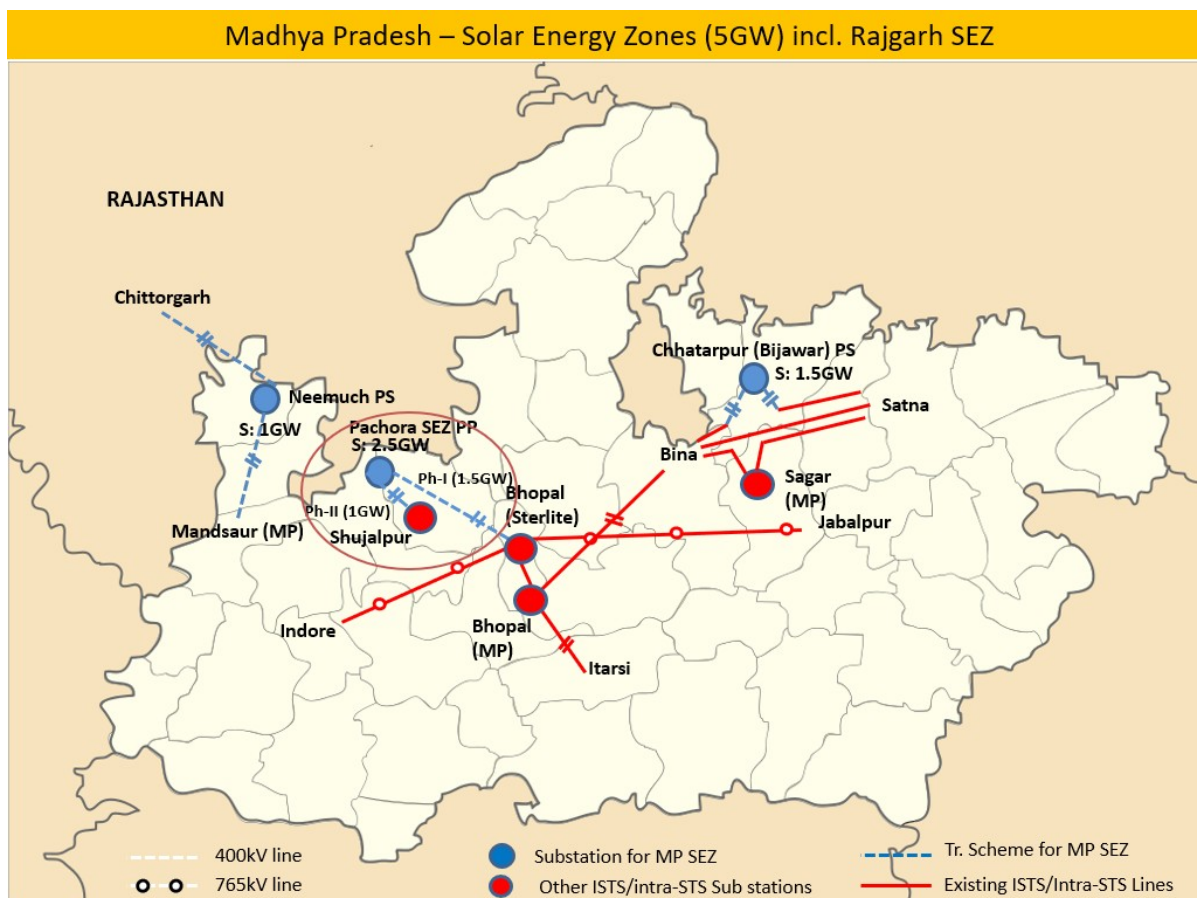 Madhya Pradesh – Solar Energy Zones (5GW) incl. Rajgarh SEZ
RAJASTHAN
Chittorgarh
Chhatarpur (Bijawar) PS
S: 1.5GW
Neemuch PS
S: 1GW
Satna
Pachora SEZ PP
S: 2.5GW
Bina
Ph-I (1.5GW)
Sagar
(MP)
Bhopal
(Sterlite)
Ph-II (1GW)
Shujalpur
Mandsaur (MP)
Jabalpur
Indore
Bhopal
(MP)
Itarsi
400kV line
765kV line
Substation for MP SEZ
Other ISTS/intra-STS Sub stations
Tr. Scheme for MP SEZ
Existing ISTS/Intra-STS Lines